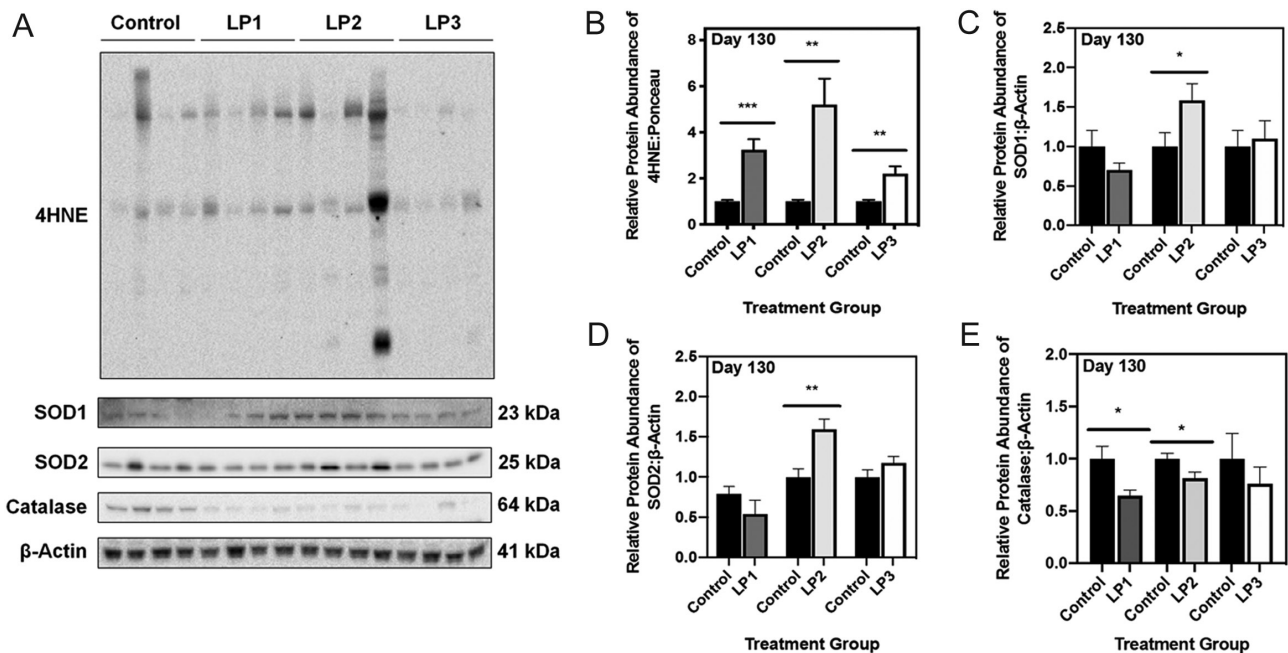 A
Control LP1 LP2 LP3
4HNE
SOD1 23 kDa
SOD2 25 kDa
Catalase 64 kDa
β-Actin 41 kDa
B
Relative Protein Abundance of
4HNE:Ponceau
8
6
4
2
0
Day 130
***
**
**
Control LP1 Control LP2 Control LP3
Treatment Group
C
Relative Protein Abundance of
SOD1:β-Actin
2.5
2.0
1.5
1.0
0.5
0.0
Day 130
*
Control LP1 Control LP2 Control LP3
Treatment Group
D
Relative Protein Abundance of
SOD2:β-Actin
2.5
2.0
1.5
1.0
0.5
0.0
Day 130
**
Control LP1 Control LP2 Control LP3
Treatment Group
E
Relative Protein Abundance of
Catalase:β-Actin
2.0
1.5
1.0
0.5
0.0
Day 130
*
*
Control LP1 Control LP2 Control LP3
Treatment Group